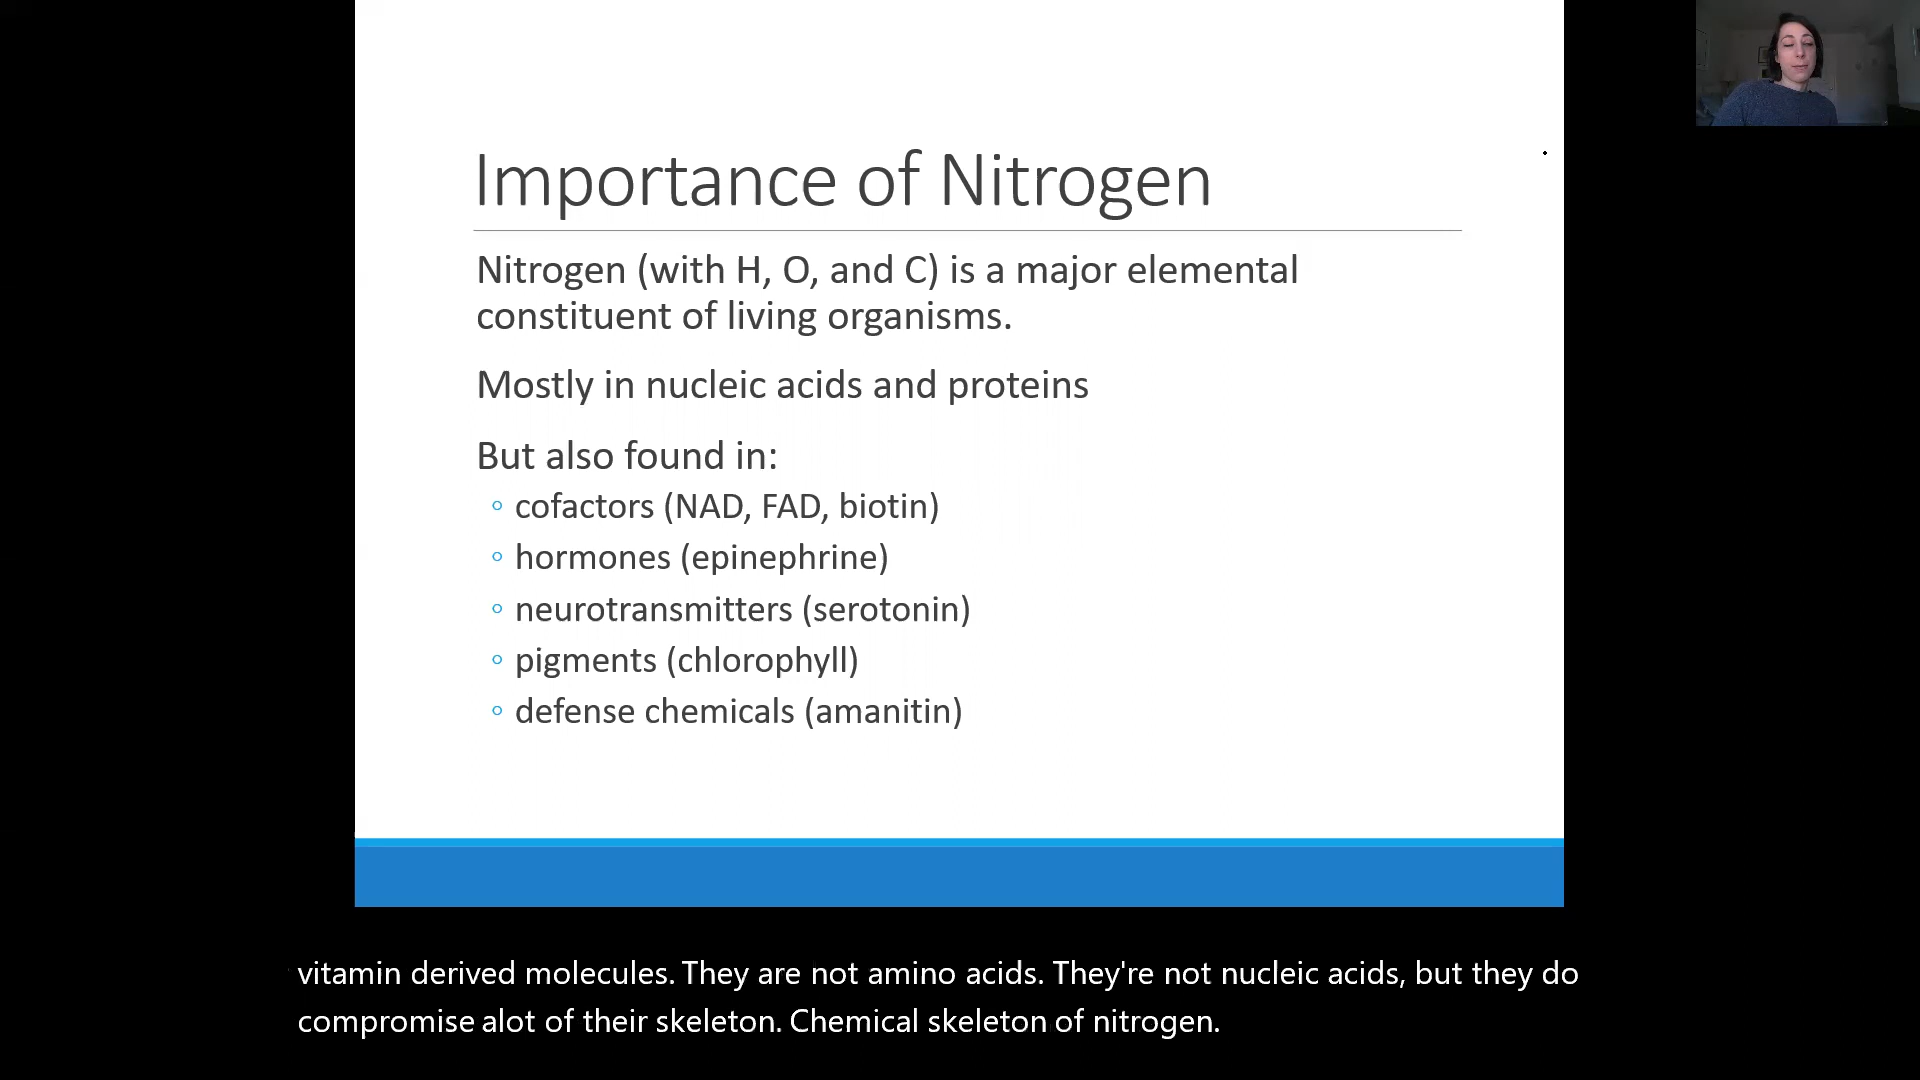 Importance of Nitrogen
Nitrogen (with H, O, and C) is a major elemental
constituent of living organisms.
Mostly in nucleic acids and proteins
But also found in:
◦ cofactors (NAD, FAD, biotin)
◦ hormones (epinephrine)
◦ neurotransmitters (serotonin)
◦ pigments (chlorophyll)
◦ defense chemicals (amanitin)
vitamin derived molecules. They are not amino acids. They're not nucleic acids, but they do
compromise alot of their skeleton. Chemical skeleton of nitrogen.